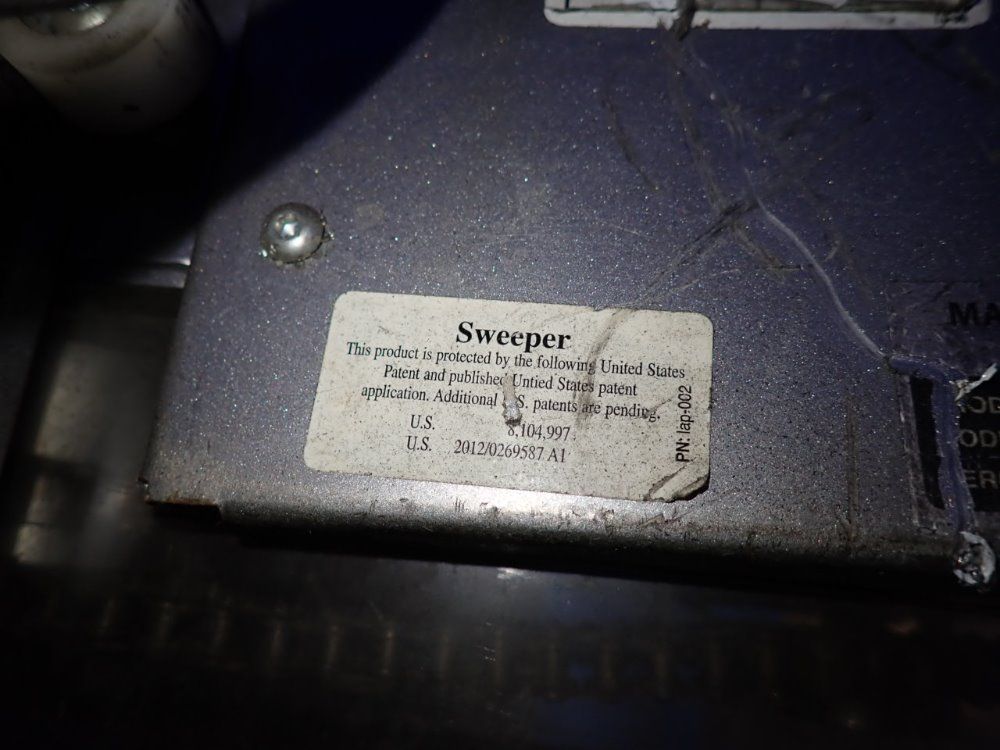 Sweeper
This product is protected by the following United States
Patent and published Untied States patent
application. Additional U.S. patents are pending.
U.S. 8,104,997
U.S. 2012/0269587 A1
PN: lap-002